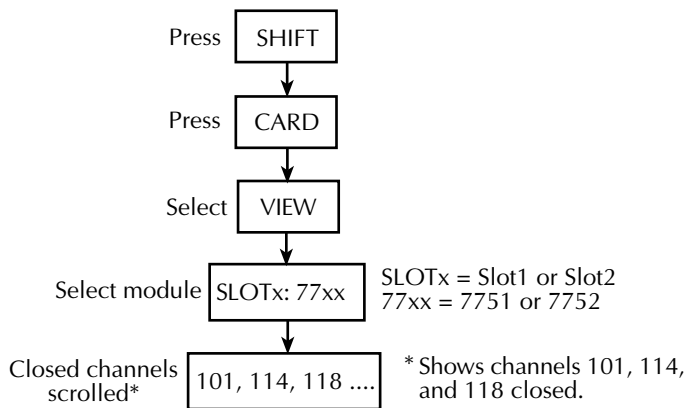 Press SHIFT
Press CARD
Select VIEW
Select module SLOTx: 77xx
SLOTx = Slot1 or Slot2
77xx = 7751 or 7752
Closed channels
scrolled*
101, 114, 118 ....
* Shows channels 101, 114,
and 118 closed.